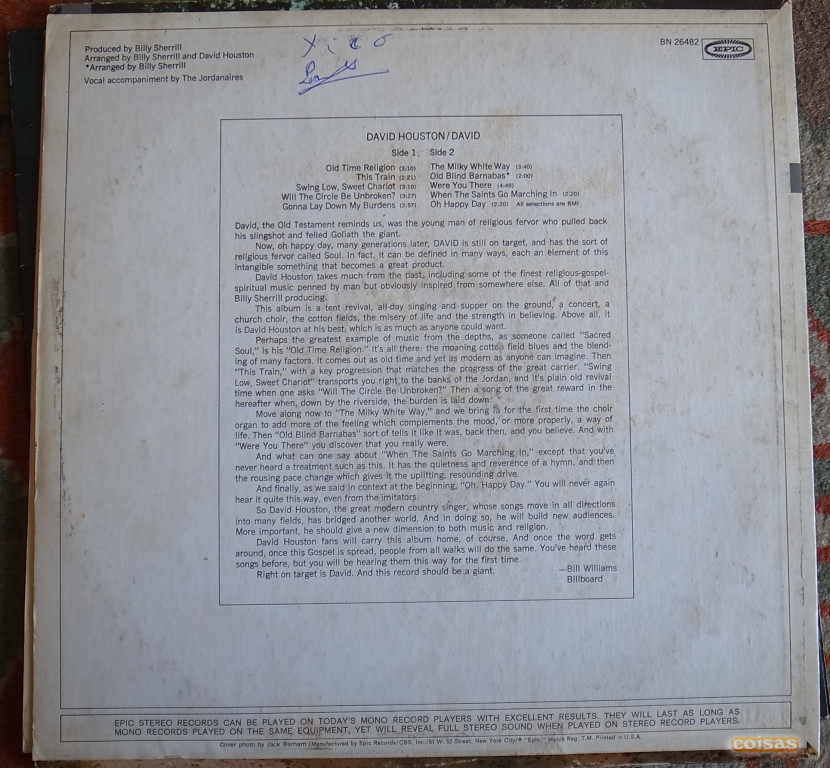 Produced by Billy Sherrill
Arranged by Billy Sherrill and David Houston
*Arranged by Billy Sherrill
Vocal accompaniment by The Jordanaires
Xico
BN 26482 EPIC
DAVID HOUSTON/DAVID
Side 1 Side 2
Old Time Religion (3:10) The Milky White Way (3:40)
This Train (2:21) Old Blind Barnabas* (2:00)
Swing Low, Sweet Chariot (3:10) Were You There (4:48)
Will The Circle Be Unbroken? (3:27) When The Saints Go Marching In (2:20)
Gonna Lay Down My Burdens (2:57) Oh Happy Day (2:30) All selections are BMI
David, the Old Testament reminds us, was the young man of religious fervor who pulled back
his slingshot and felled Goliath the giant.
Now, oh happy day, many generations later, DAVID is still on target, and has the sort of
religious fervor called Soul. In fact, it can be defined in many ways, each an element of this
intangible something that becomes a great product.
David Houston takes much from the past, including some of the finest religious-gospel-
spiritual music penned by man but obviously inspired from somewhere else. All of that and
Billy Sherrill producing.
This album is a tent revival, all-day singing and supper on the ground, a concert, a
church choir, the cotton fields, the misery of life and the strength in believing. Above all, it
is David Houston at his best, which is as much as anyone could want.
Perhaps the greatest example of music from the depths, as someone called "Sacred
Soul," is his "Old Time Religion." It's all there: the moaning cotton field blues and the blend-
ing of many factors. It comes out as old time and yet as modern as anyone can imagine. Then
"This Train," with a key progression that matches the progress of the great carrier. "Swing
Low, Sweet Chariot" transports you right to the banks of the Jordan, and it's plain old revival
time when one asks "Will The Circle Be Unbroken?" Then a song of the great reward in the
hereafter when, down by the riverside, the burden is laid down.
Move along now to "The Milky White Way," and we bring in for the first time the choir
organ to add more of the feeling which complements the mood, or more properly, a way of
life. Then "Old Blind Barnabas" sort of tells it like it was, back then, and you believe. And with
"Were You There" you discover that you really were.
And what can one say about "When The Saints Go Marching In," except that you've
never heard a treatment such as this. It has the quietness and reverence of a hymn, and then
the rousing pace change which gives it the uplifting, resounding drive.
And finally, as we said in context at the beginning, "Oh, Happy Day." You will never again
hear it quite this way, even from the imitators.
So David Houston, the great modern country singer, whose songs move in all directions
into many fields, has bridged another world. And in doing so, he will build new audiences.
More important, he should give a new dimension to both music and religion.
David Houston fans will carry this album home, of course. And once the word gets
around, once this Gospel is spread, people from all walks will do the same. You've heard these
songs before, but you will be hearing them this way for the first time.
Right on target is David. And this record should be a giant.
—Bill Williams
Billboard
EPIC STEREO RECORDS CAN BE PLAYED ON TODAY'S MONO RECORD PLAYERS WITH EXCELLENT RESULTS. THEY WILL LAST AS LONG AS
MONO RECORDS PLAYED ON THE SAME EQUIPMENT, YET WILL REVEAL FULL STEREO SOUND WHEN PLAYED ON STEREO RECORD PLAYERS.
Cover photo by Jack Barham/Manufactured by Epic Records/CBS, Inc./51 W. 52 Street, New York City/® "Epic," Marca Reg. T.M. Printed in U.S.A.
coisas